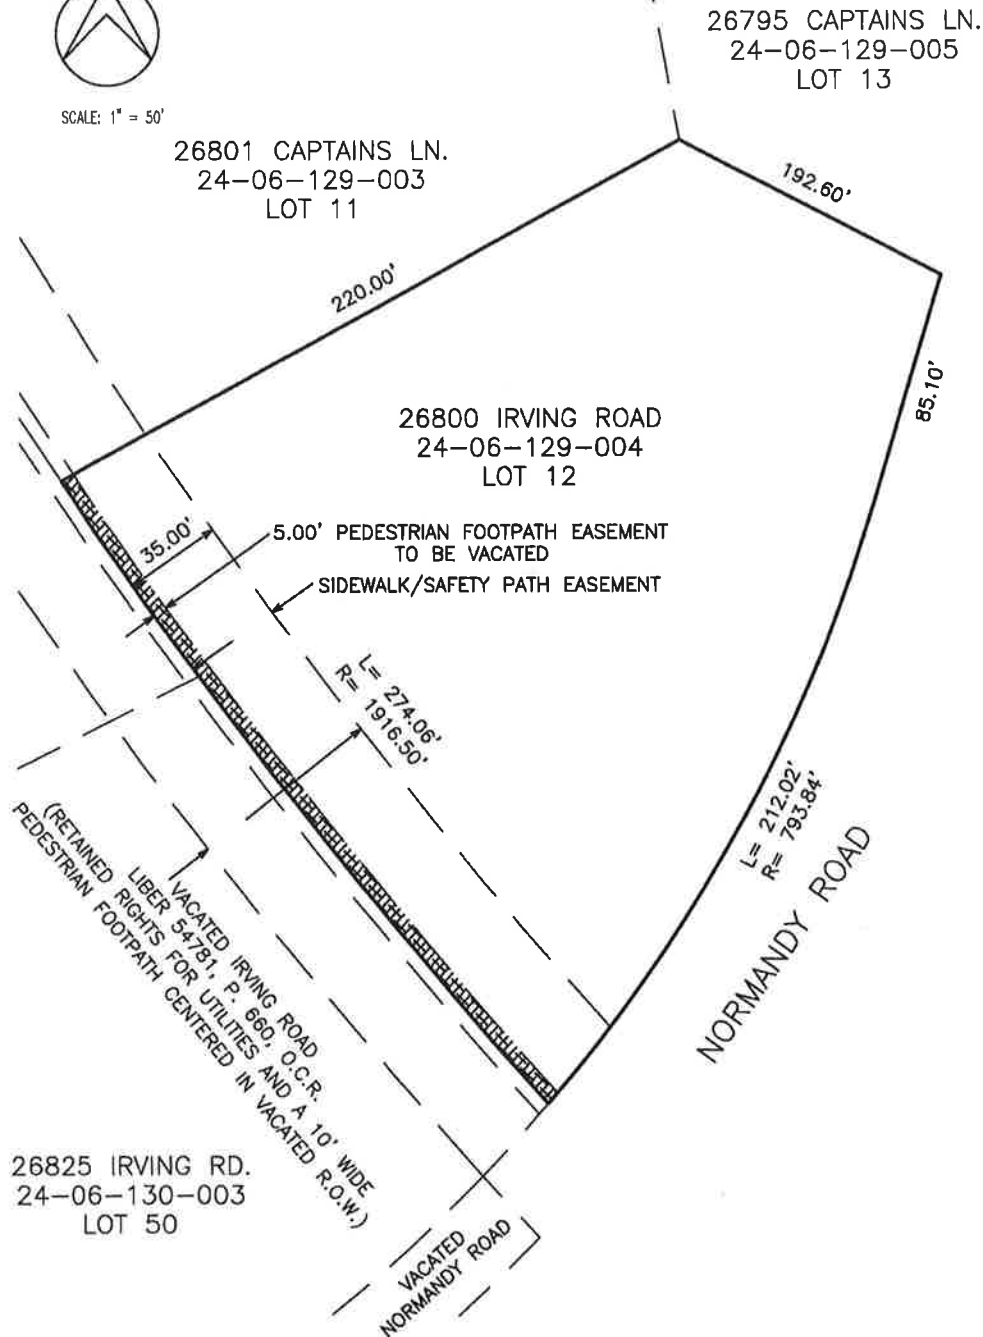 26795 CAPTAINS LN.
24-06-129-005
LOT 13
SCALE: 1" = 50'
26801 CAPTAINS LN.
24-06-129-003
LOT 11
192.60'
220.00'
85.10'
26800 IRVING ROAD
24-06-129-004
LOT 12
35.00'
5.00' PEDESTRIAN FOOTPATH EASEMENT
TO BE VACATED
SIDEWALK/SAFETY PATH EASEMENT
L= 274.06'
R= 1916.50'
L= 212.02'
R= 793.84'
NORMANDY ROAD
VACATED IRVING ROAD
LIBER 54781, P. 660, O.C.R.
(RETAINED RIGHTS FOR UTILITIES AND A 10' WIDE
PEDESTRIAN FOOTPATH CENTERED IN VACATED R.O.W.)
26825 IRVING RD.
24-06-130-003
LOT 50
VACATED
NORMANDY ROAD